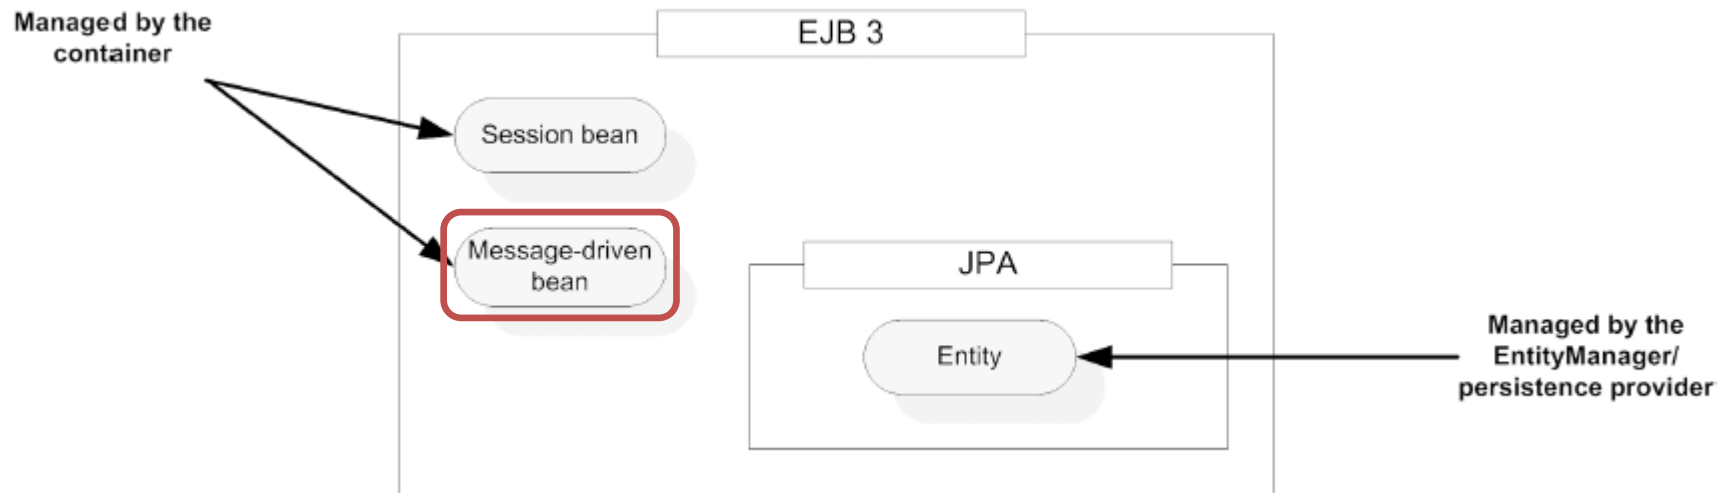 Managed by the
container
EJB 3
Session bean
Message-driven
bean
JPA
Entity
Managed by the
EntityManager/
persistence provider